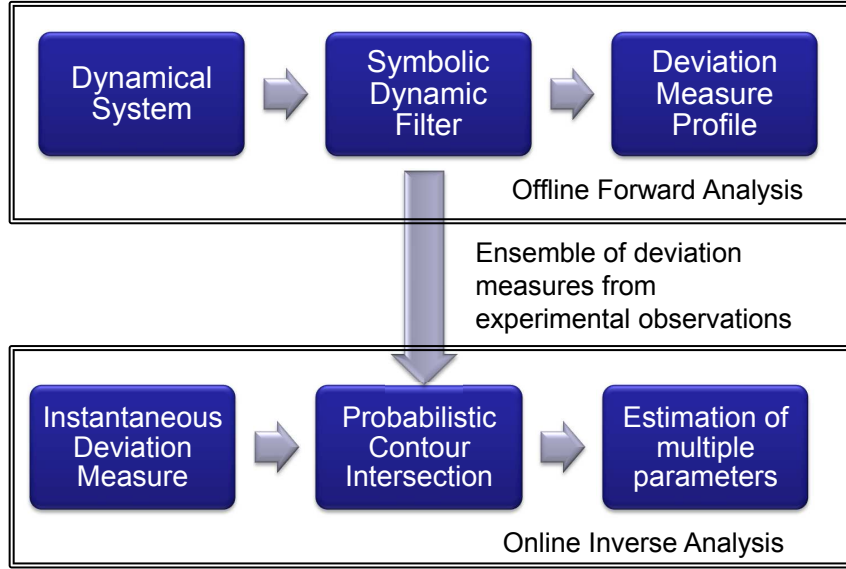 Dynamical
System
Symbolic
Dynamic
Filter
Deviation
Measure
Profile
Offline Forward Analysis
Ensemble of deviation
measures from
experimental observations
Instantaneous
Deviation
Measure
Probabilistic
Contour
Intersection
Estimation of
multiple
parameters
Online Inverse Analysis